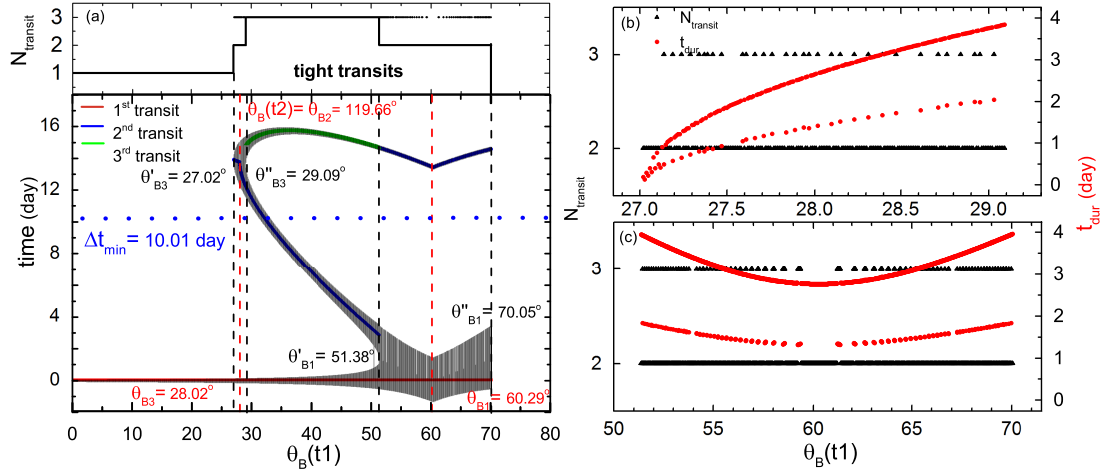 (a)
N_transit
3
2
1
tight transits
1st transit
2nd transit
3rd transit
θB(t2)= θB2 = 119.66°
16
12
8
4
0
time (day)
θ'B3 = 27.02°
θ''B3 = 29.09°
Δt_min = 10.01 day
θ''B1 = 70.05°
θ'B1 = 51.38°
θB3 = 28.02°
θB1 = 60.29°
0 10 20 30 40 50 60 70 80
θB(t1)
(b)
N_transit
t_dur
3
2
4
3
2
1
0
27.0 27.5 28.0 28.5 29.0
N_transit
t_dur (day)
(c)
3
2
4
3
2
1
0
50 55 60 65 70
θB(t1)